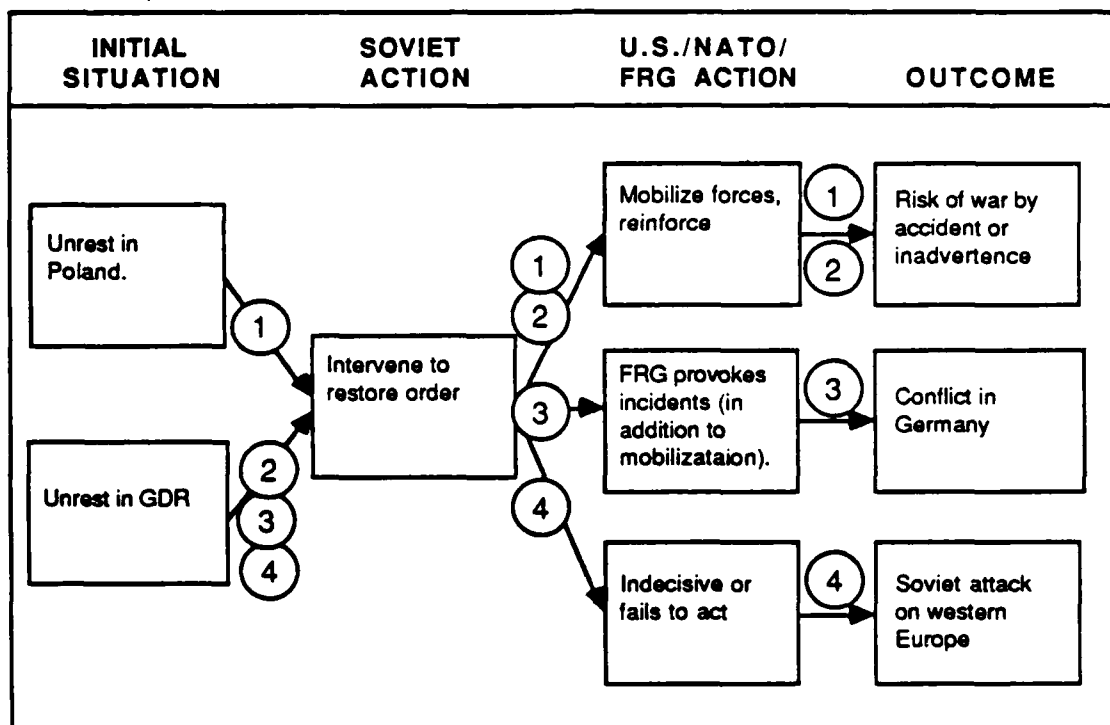 INITIAL
SITUATION
SOVIET
ACTION
U.S./NATO/
FRG ACTION
OUTCOME
Unrest in
Poland.
1
Unrest in GDR
2
3
4
Intervene to
restore order
1
2
3
4
Mobilize forces,
reinforce
1
2
Risk of war by
accident or
inadvertence
FRG provokes
incidents (in
addition to
mobilizataion).
3
Conflict in
Germany
Indecisive or
fails to act
4
Soviet attack
on western
Europe